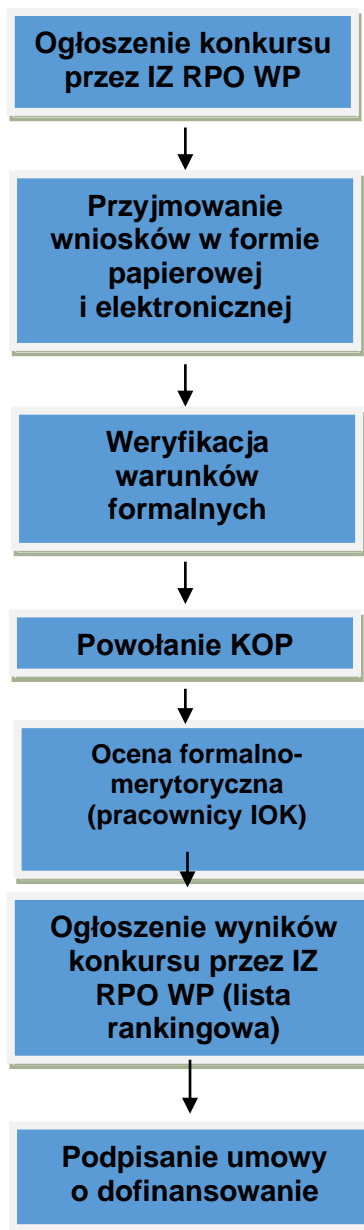 Ogłoszenie konkursu
przez IZ RPO WP
Przyjmowanie
wniosków w formie
papierowej
i elektronicznej
Weryfikacja
warunków
formalnych
Powołanie KOP
Ocena formalno-
merytoryczna
(pracownicy IOK)
Ogłoszenie wyników
konkursu przez IZ
RPO WP (lista
rankingowa)
Podpisanie umowy
o dofinansowanie